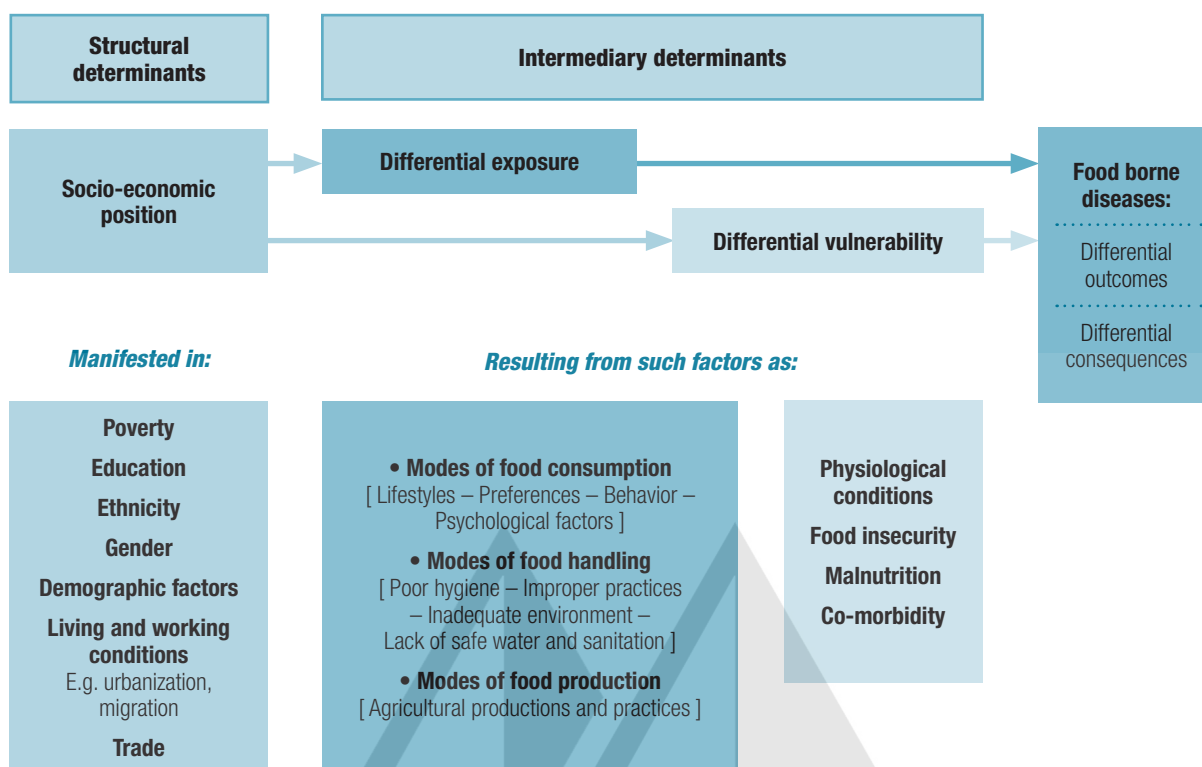 Structural
determinants
Intermediary determinants
Socio-economic
position
Differential exposure
Differential vulnerability
Food borne
diseases:
Differential
outcomes
Differential
consequences
Manifested in:
Resulting from such factors as:
Poverty
Education
Ethnicity
Gender
Demographic factors
Living and working
conditions
E.g. urbanization,
migration
Trade
• Modes of food consumption
[ Lifestyles – Preferences – Behavior –
Psychological factors ]
• Modes of food handling
[ Poor hygiene – Improper practices
– Inadequate environment –
Lack of safe water and sanitation ]
• Modes of food production
[ Agricultural productions and practices ]
Physiological
conditions
Food insecurity
Malnutrition
Co-morbidity